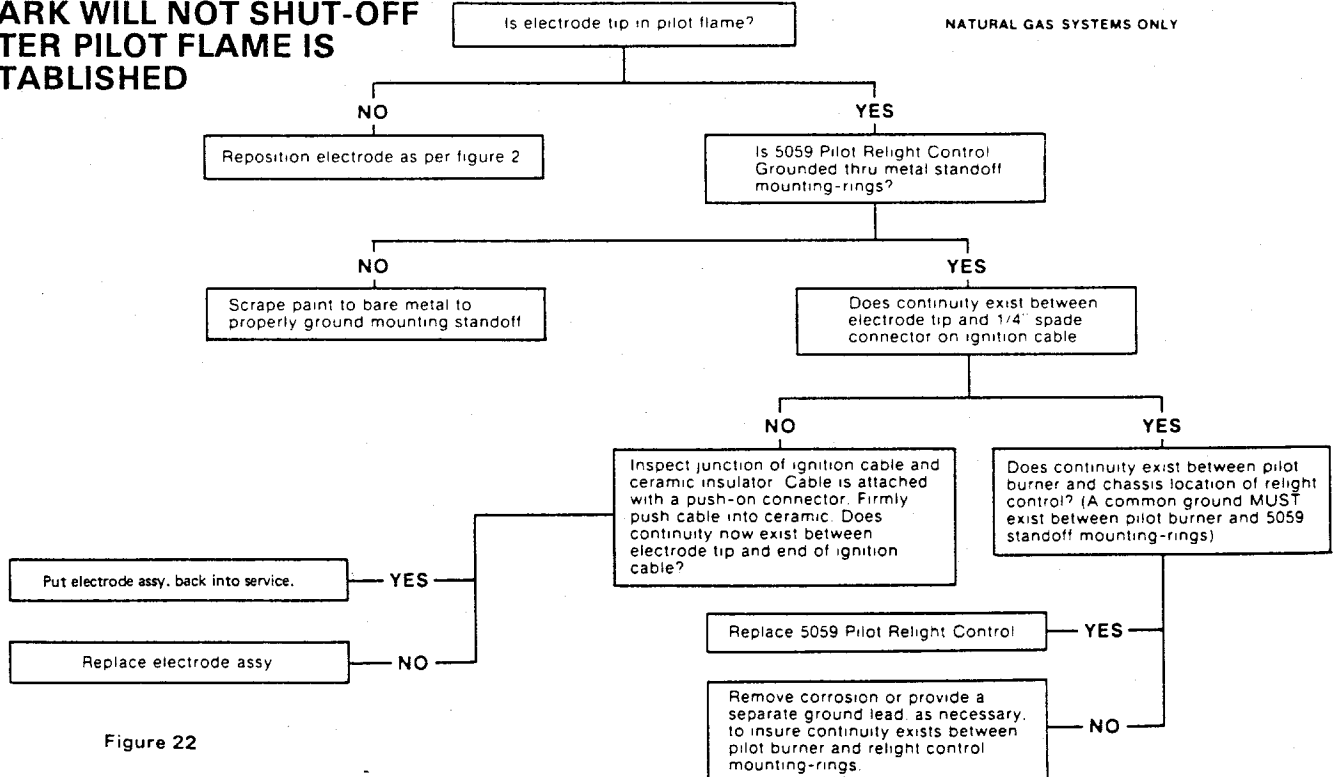 ARK WILL NOT SHUT-OFF
TER PILOT FLAME IS
TABLISHED
Is electrode tip in pilot flame?
NATURAL GAS SYSTEMS ONLY
NO
YES
Reposition electrode as per figure 2
Is 5059 Pilot Relight Control
Grounded thru metal standoff
mounting-rings?
NO
YES
Scrape paint to bare metal to
properly ground mounting standoff
Does continuity exist between
electrode tip and 1/4" spade
connector on ignition cable
NO
YES
Inspect junction of ignition cable and
ceramic insulator. Cable is attached
with a push-on connector. Firmly
push cable into ceramic. Does
continuity now exist between
electrode tip and end of ignition
cable?
Does continuity exist between pilot
burner and chassis location of relight
control? (A common ground MUST
exist between pilot burner and 5059
standoff mounting-rings)
Put electrode assy. back into service.
YES
Replace electrode assy
NO
Replace 5059 Pilot Relight Control
YES
Remove corrosion or provide a
separate ground lead, as necessary,
to insure continuity exists between
pilot burner and relight control
mounting-rings.
NO
Figure 22